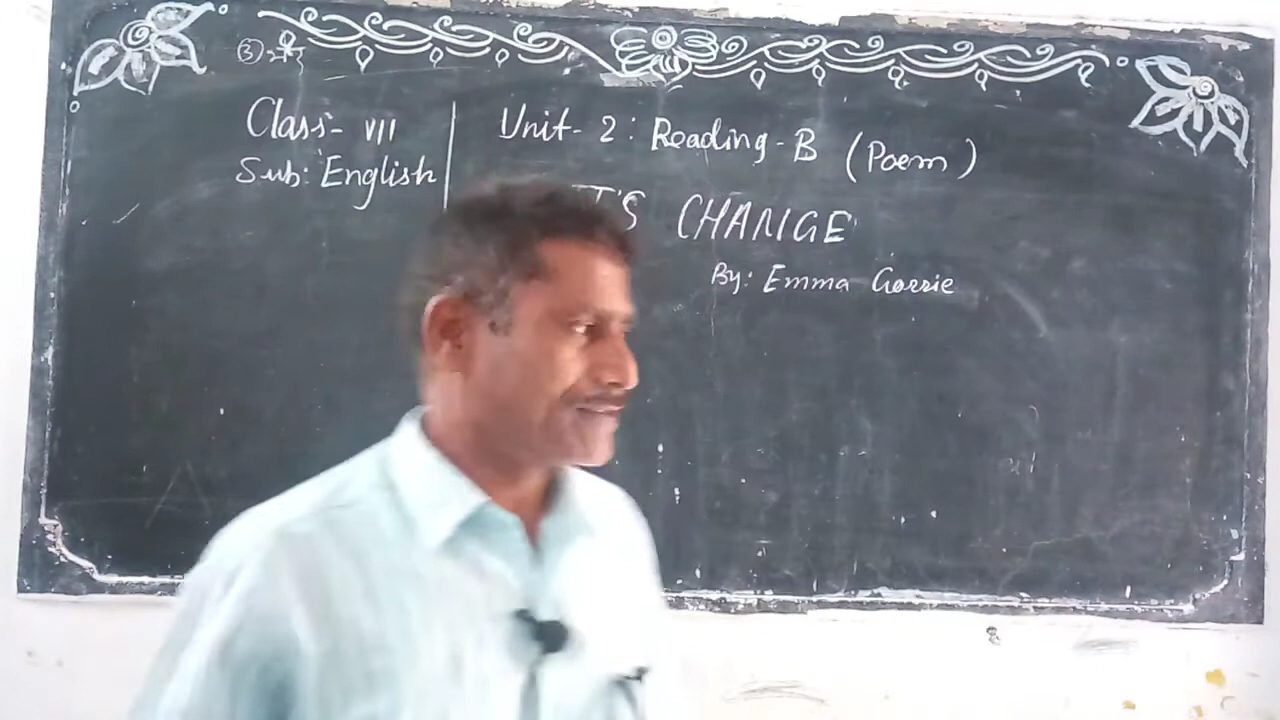 Class- VII
Sub: English
Unit- 2: Reading-B (Poem)
T'S CHANGE
By: Emma Gorrie